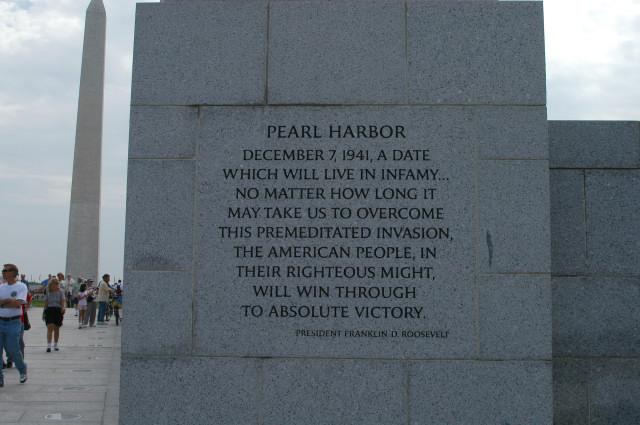 PEARL HARBOR
DECEMBER 7, 1941, A DATE
WHICH WILL LIVE IN INFAMY...
NO MATTER HOW LONG IT
MAY TAKE US TO OVERCOME
THIS PREMEDITATED INVASION,
THE AMERICAN PEOPLE, IN
THEIR RIGHTEOUS MIGHT,
WILL WIN THROUGH
TO ABSOLUTE VICTORY.
PRESIDENT FRANKLIN D. ROOSEVELT